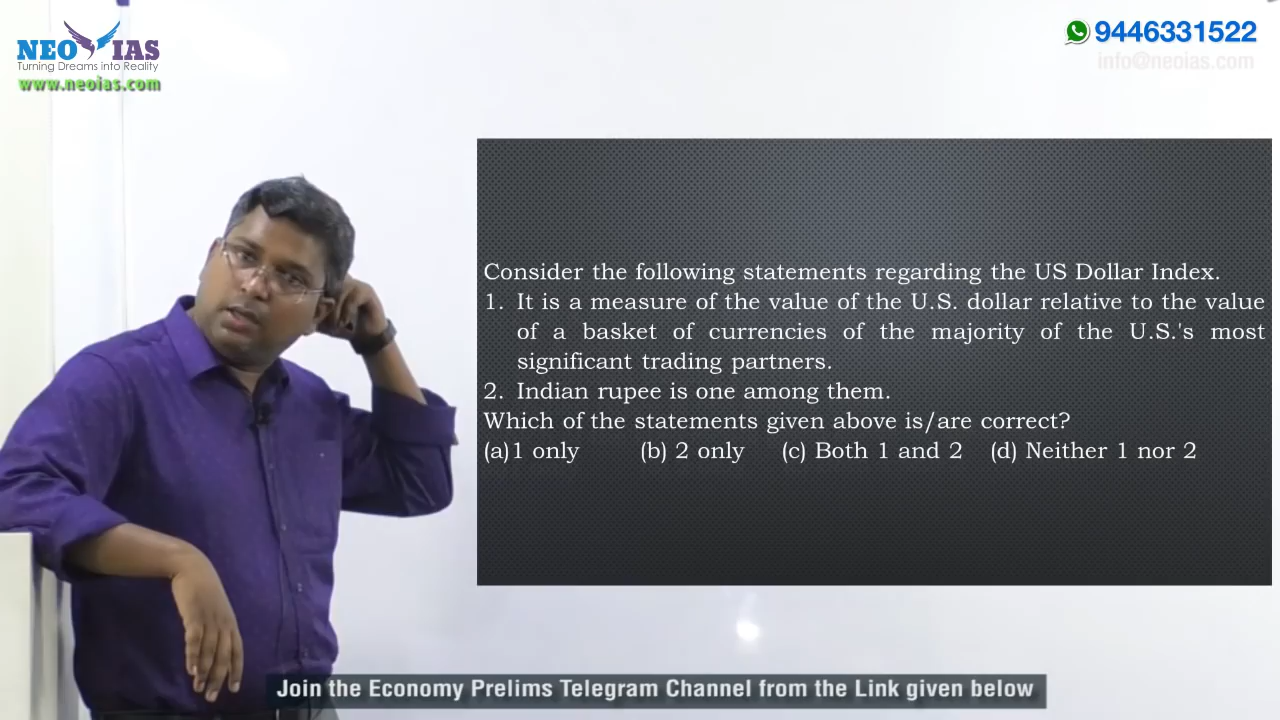 NEO IAS
Turning Dreams into Reality
www.neoias.com
9446331522
info@neoias.com
Consider the following statements regarding the US Dollar Index.
1. It is a measure of the value of the U.S. dollar relative to the value
of a basket of currencies of the majority of the U.S.'s most
significant trading partners.
2. Indian rupee is one among them.
Which of the statements given above is/are correct?
(a)1 only (b) 2 only (c) Both 1 and 2 (d) Neither 1 nor 2
Join the Economy Prelims Telegram Channel from the Link given below